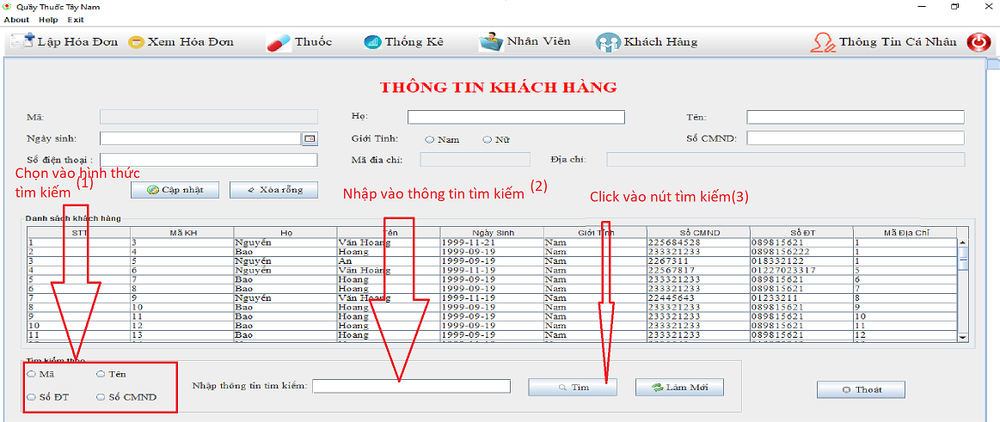 Quầy Thuốc Tây Nam
About Help Exit
Lập Hóa Đơn Xem Hóa Đơn Thuốc Thống Kê Nhân Viên Khách Hàng Thông Tin Cá Nhân
THÔNG TIN KHÁCH HÀNG
Mã: Họ: Tên:
Ngày sinh: Giới Tính: Nam Nữ Số CMND:
Số điện thoại : Mã địa chỉ: Địa chỉ:
Chọn vào hình thức
tìm kiếm (1)
Cập nhật Xóa rỗng
Nhập vào thông tin tìm kiếm (2)
Click vào nút tìm kiếm(3)
Danh sách khách hàng
STT Mã KH Họ Tên Ngày Sinh Giới Tính Số CMND Số ĐT Mã Địa Chỉ
1 3 Nguyễn Văn Hoang 1999-11-21 Nam 225684528 089815621 1
2 4 Bao Hoang 1999-09-19 Nam 233321233 0898156222 1
3 5 Nguyễn An 1999-09-19 Nam 2267311 018332122 1
4 6 Nguyễn Văn Hoâng 1999-11-19 Nam 22567817 01227023317 5
5 7 Bao Hoang 1999-09-19 Nam 233321233 089815621 6
6 8 Bao Hoang 1999-09-19 Nam 233321233 089815621 7
7 9 Nguyễn Văn Hoang 1999-11-19 Nam 22445643 01233211 8
8 10 Bao Hoang 1999-09-19 Nam 233321233 089815621 9
9 11 Bao Hoang 1999-09-19 Nam 233321233 089815621 10
10 12 Bao Hoang 1999-09-19 Nam 233321233 089815621 11
11 13 Bao Hoang 1999-09-19 Nam 233321233 089815621 12
Tìm kiếm theo
Mã Tên
Nhập thông tin tìm kiếm: Tìm Làm Mới Thoát
Số ĐT Số CMND